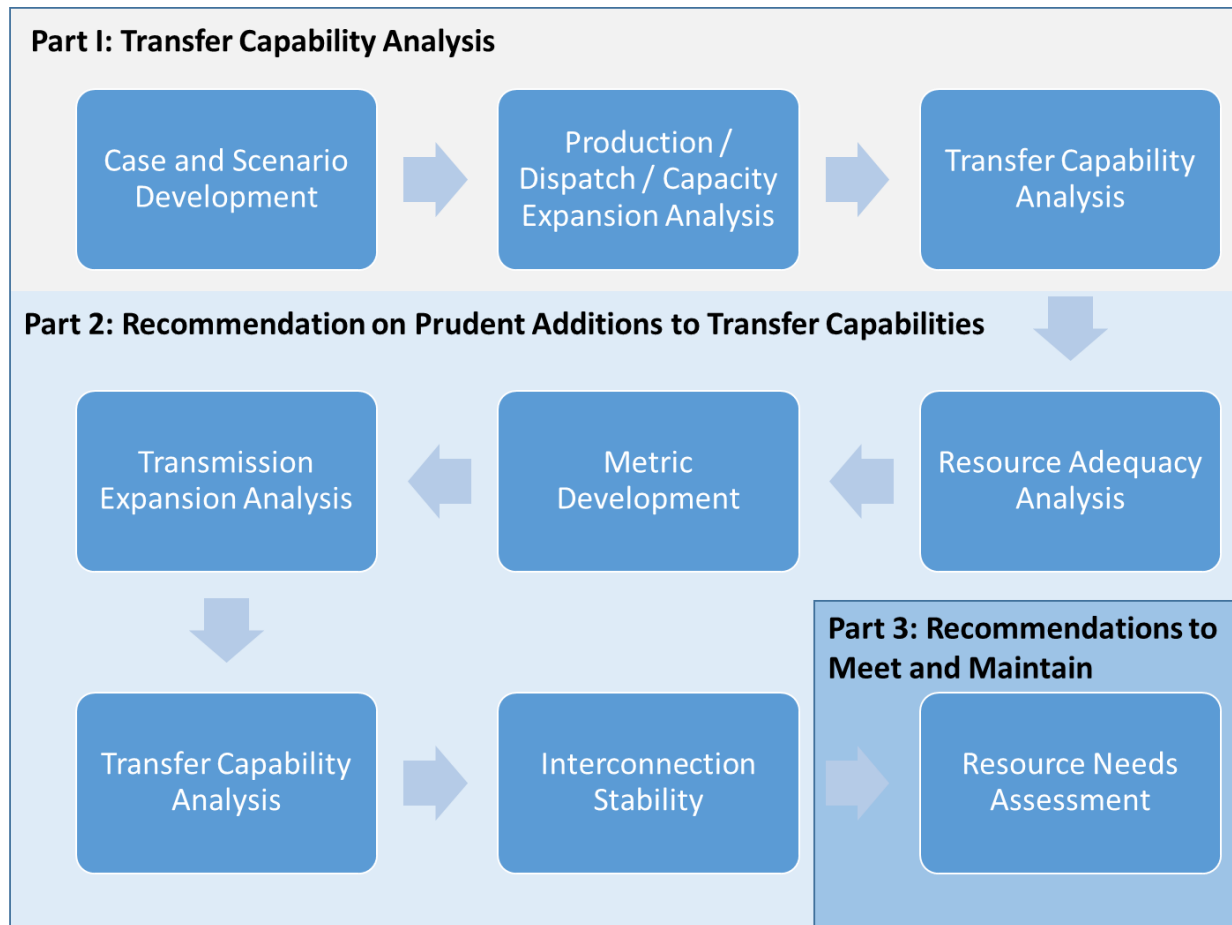 Part I: Transfer Capability Analysis
Case and Scenario
Development
Production /
Dispatch / Capacity
Expansion Analysis
Transfer Capability
Analysis
Part 2: Recommendation on Prudent Additions to Transfer Capabilities
Transmission
Expansion Analysis
Metric
Development
Resource Adequacy
Analysis
Transfer Capability
Analysis
Interconnection
Stability
Part 3: Recommendations to
Meet and Maintain
Resource Needs
Assessment